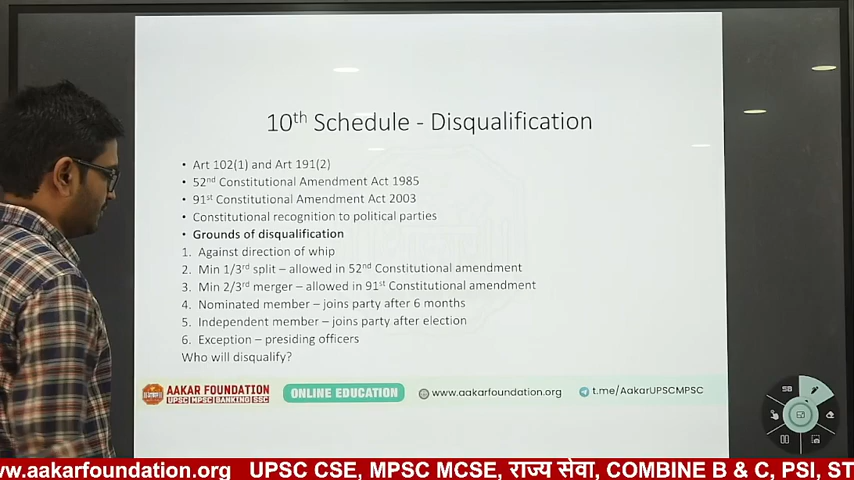 10th Schedule - Disqualification
• Art 102(1) and Art 191(2)
• 52nd Constitutional Amendment Act 1985
• 91st Constitutional Amendment Act 2003
• Constitutional recognition to political parties
• Grounds of disqualification
1. Against direction of whip
2. Min 1/3rd split – allowed in 52nd Constitutional amendment
3. Min 2/3rd merger – allowed in 91st Constitutional amendment
4. Nominated member – joins party after 6 months
5. Independent member – joins party after election
6. Exception – presiding officers
Who will disqualify?
AAKAR FOUNDATION
UPSC MPSC BANKING SSC
ONLINE EDUCATION
www.aakarfoundation.org
t.me/AakarUPSCMPSC
ww.aakarfoundation.org UPSC CSE, MPSC MCSE, राज्य सेवा, COMBINE B & C, PSI, ST